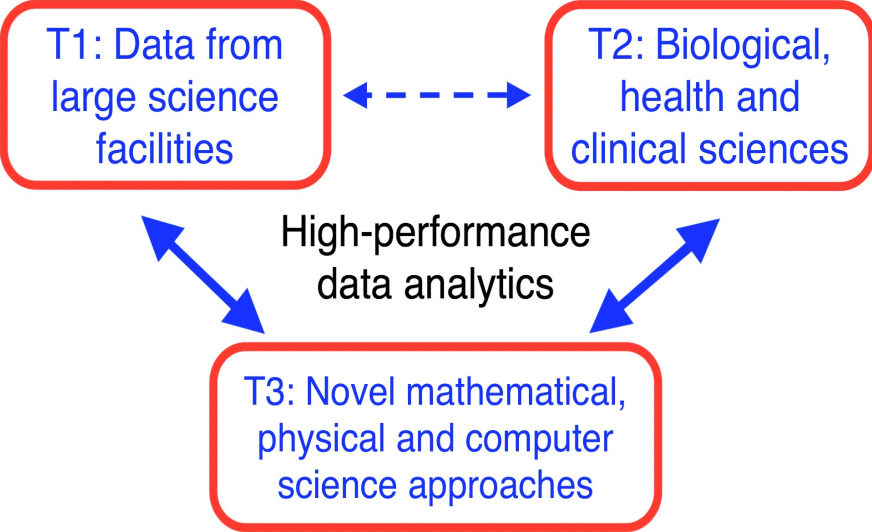 T1: Data from
large science
facilities
T2: Biological,
health and
clinical sciences
High-performance
data analytics
T3: Novel mathematical,
physical and computer
science approaches